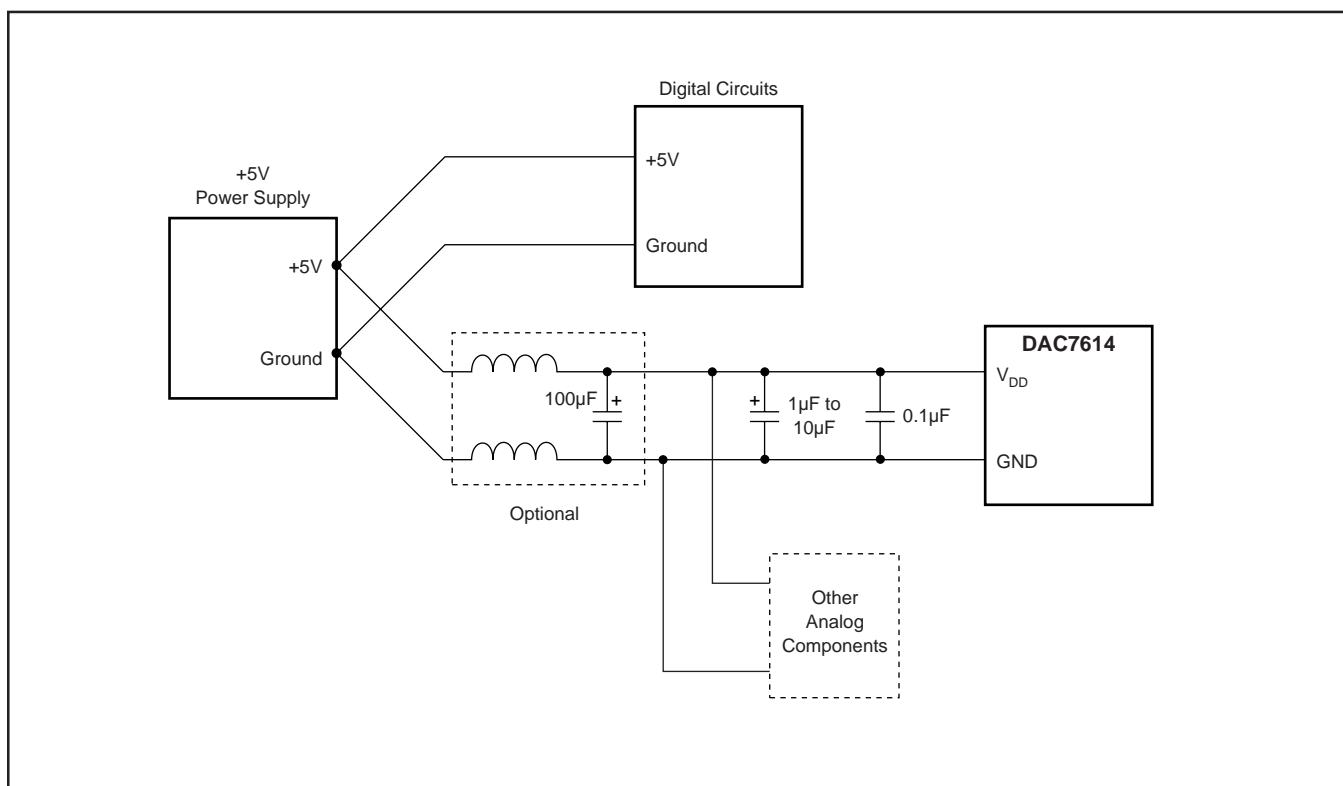 Digital Circuits
+5V
Ground
+5V
Power Supply
+5V
Ground
100µF
+
Optional
+
1µF to
10µF
0.1µF
DAC7614
VDD
GND
Other
Analog
Components